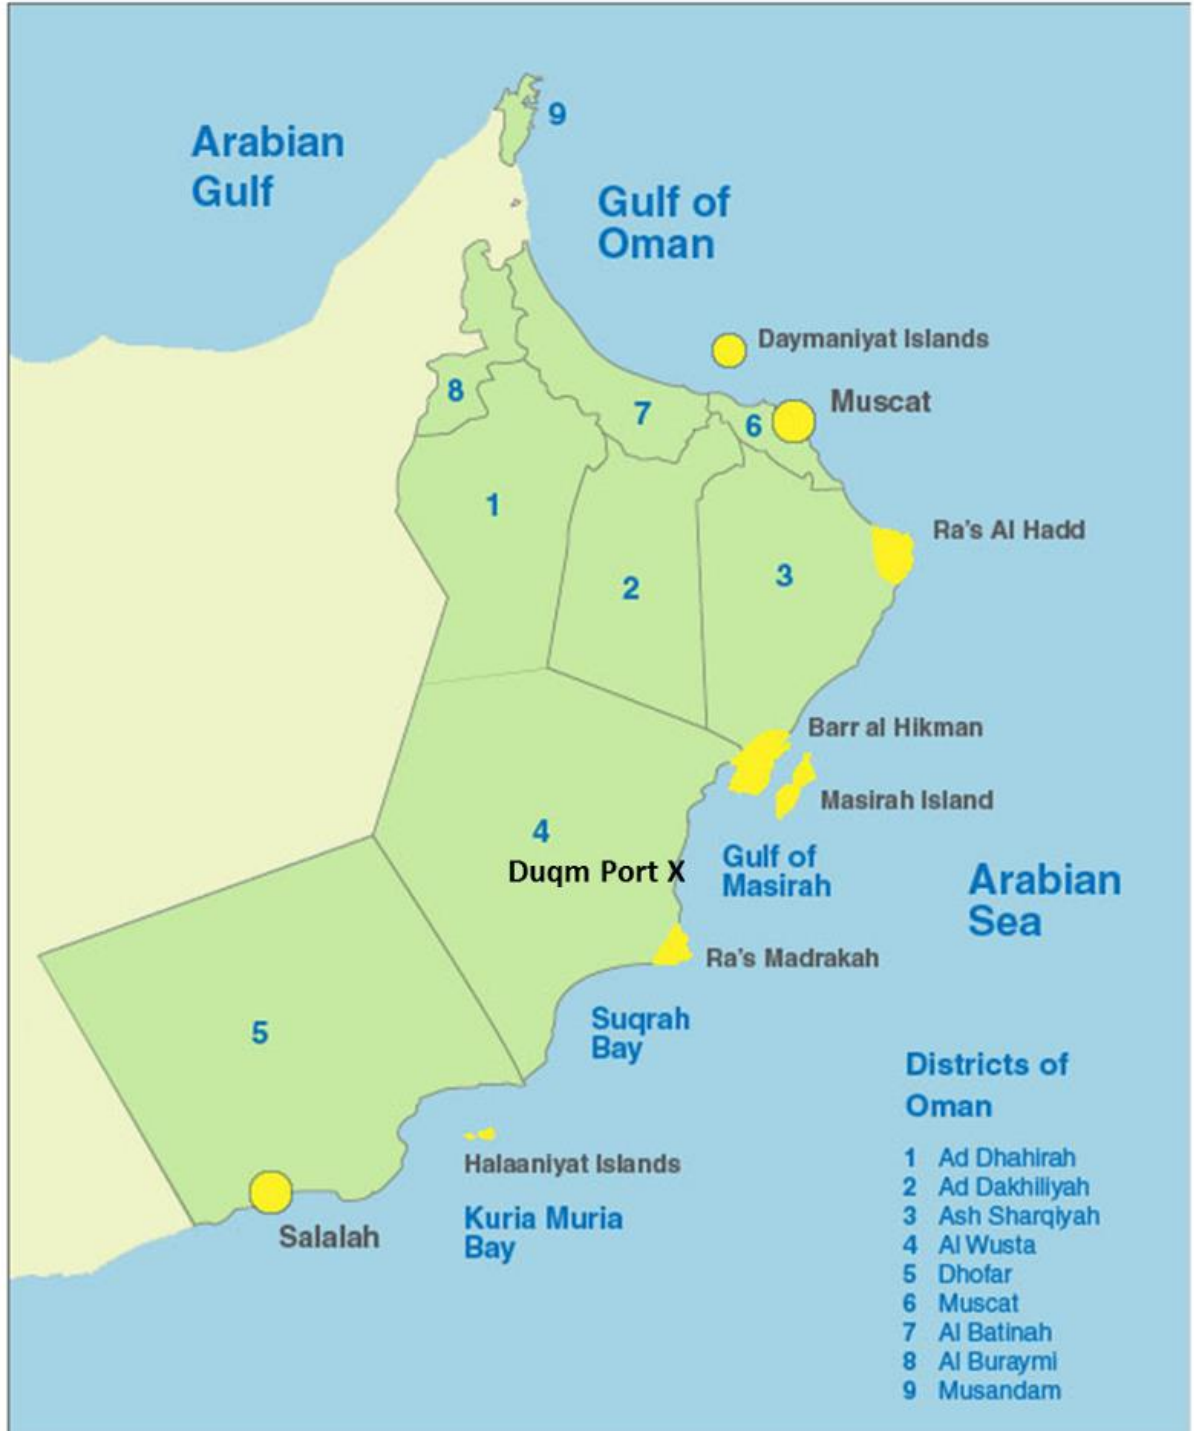 Arabian
Gulf
9
Gulf of
Oman
Daymaniyat Islands
Muscat
8
7
6
1
Ra's Al Hadd
2
3
Barr al Hikman
Masirah Island
4
Duqm Port X
Gulf of
Masirah
Arabian
Sea
Ra's Madrakah
5
Suqrah
Bay
Halaaniyat Islands
Kuria Muria
Bay
Salalah
Districts of
Oman
1 Ad Dhahirah
2 Ad Dakhiliyah
3 Ash Sharqiyah
4 Al Wusta
5 Dhofar
6 Muscat
7 Al Batinah
8 Al Buraymi
9 Musandam